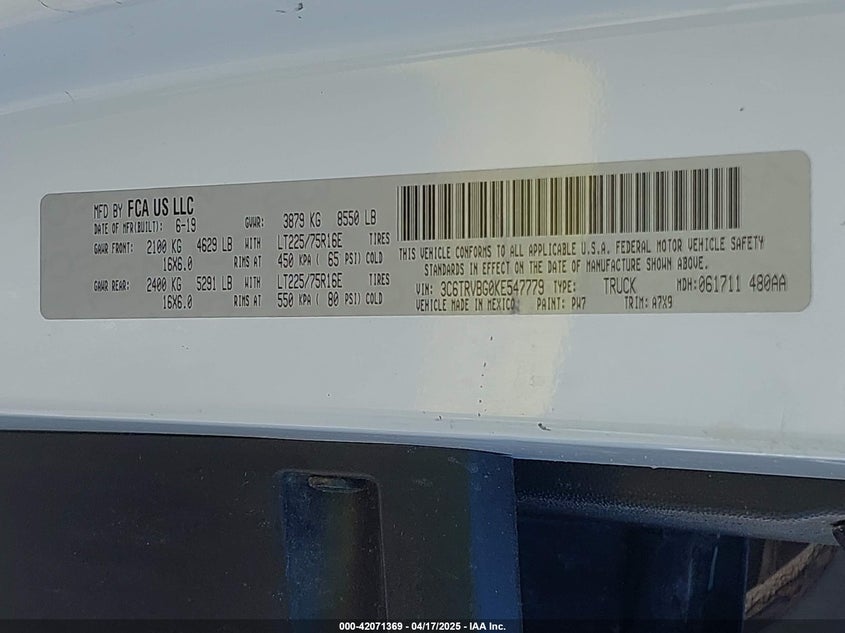 MFD BY FCA US LLC
DATE OF MFR(BUILT): 6-19 GVWR: 3879 KG 8550 LB
GAWR FRONT: 2100 KG 4629 LB WITH LT225/75R16E TIRES
16X6.0 RIMS AT 450 KPA ( 65 PSI) COLD
GAWR REAR: 2400 KG 5291 LB WITH LT225/75R16E TIRES
16X6.0 RIMS AT 550 KPA ( 80 PSI) COLD
THIS VEHICLE CONFORMS TO ALL APPLICABLE U.S.A. FEDERAL MOTOR VEHICLE SAFETY
STANDARDS IN EFFECT ON THE DATE OF MANUFACTURE SHOWN ABOVE.
VIN: 3C6TRVBG0KE547779 TYPE: TRUCK MDH: 061711 480AA
VEHICLE MADE IN MEXICO PAINT: PW7 TRIM: A7X9
000-42071369 - 04/17/2025 - IAA Inc.